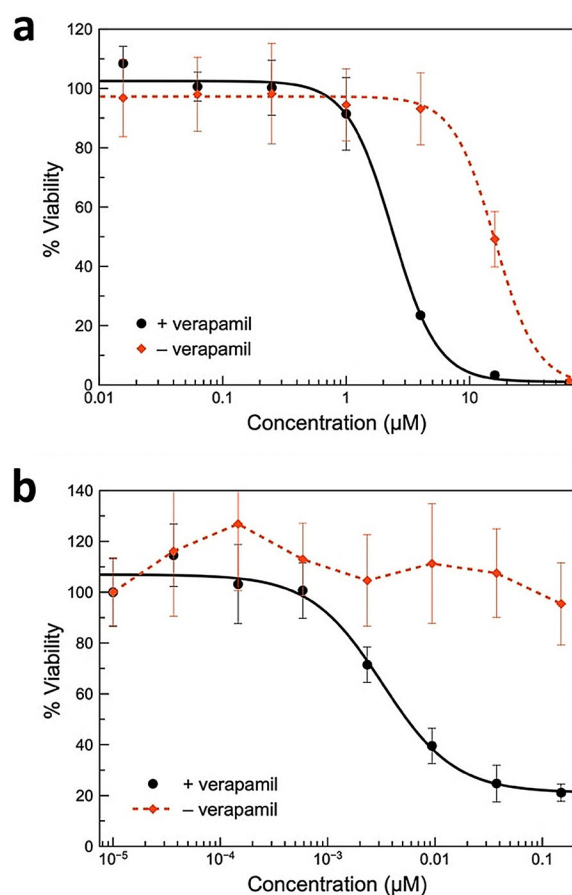 a
120
100
80
60
40
20
0
% Viability
+ verapamil
– verapamil
0.01 0.1 1 10
Concentration (µM)
b
140
120
100
80
60
40
20
0
% Viability
+ verapamil
– verapamil
10⁻⁵ 10⁻⁴ 10⁻³ 0.01 0.1
Concentration (µM)